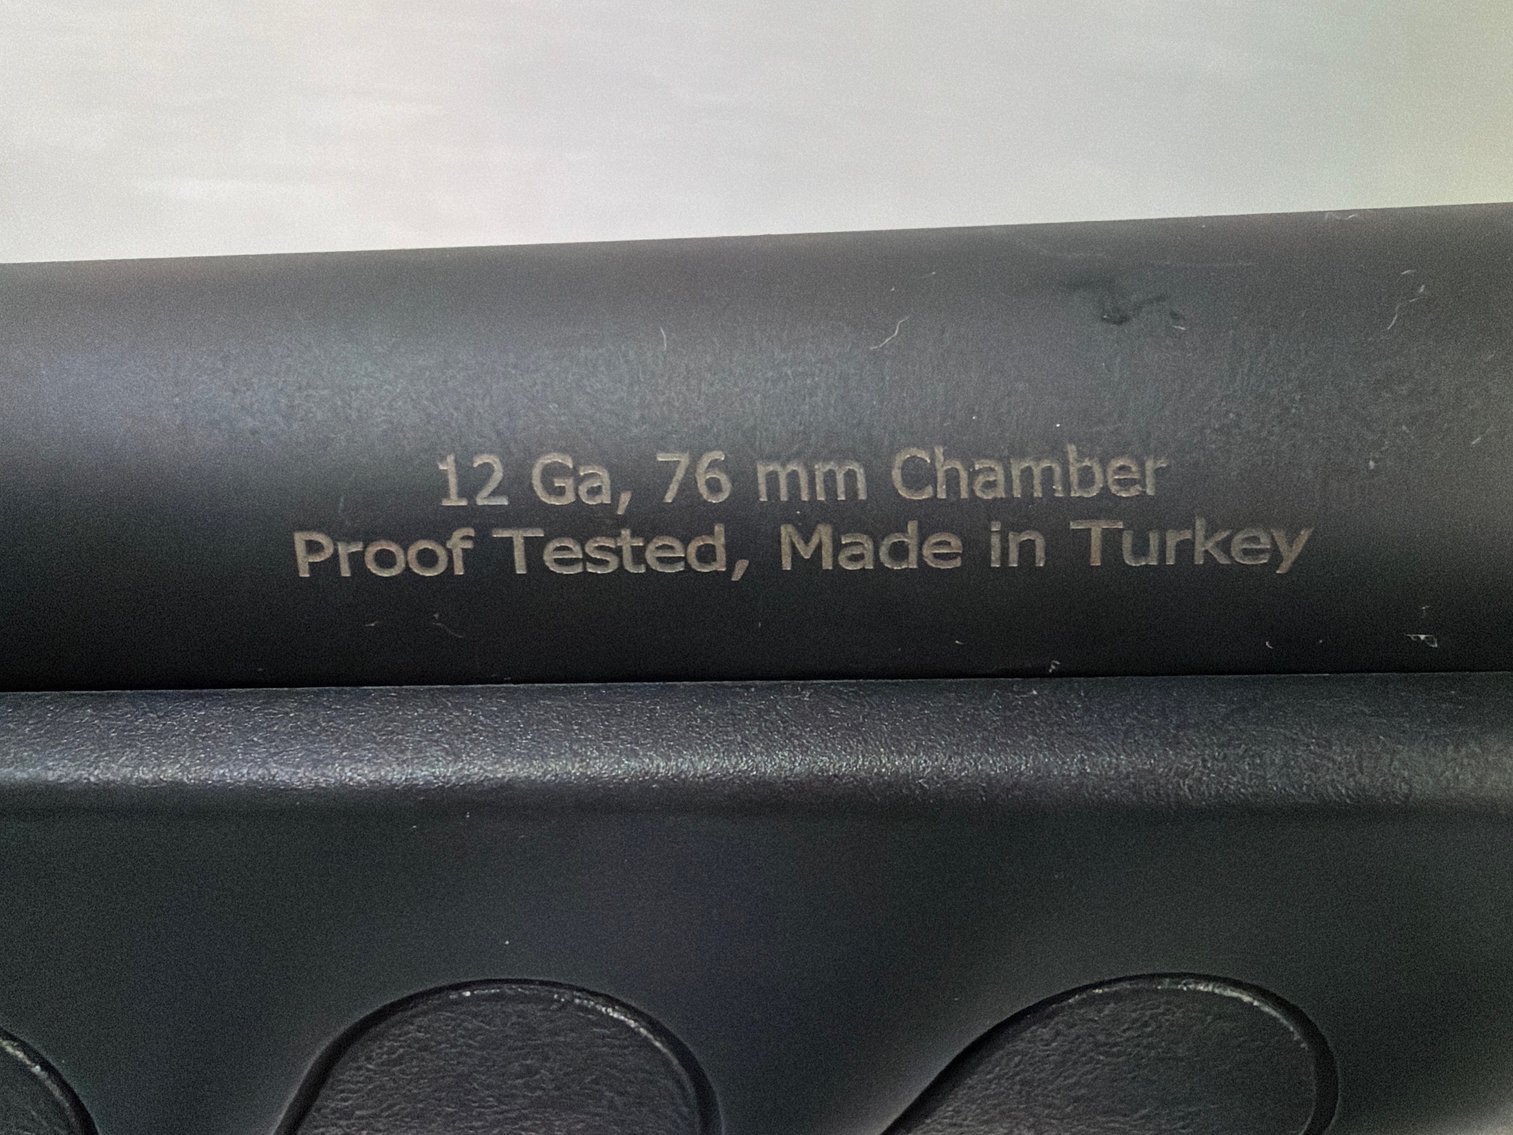 12 Ga, 76 mm Chamber
Proof Tested, Made in Turkey